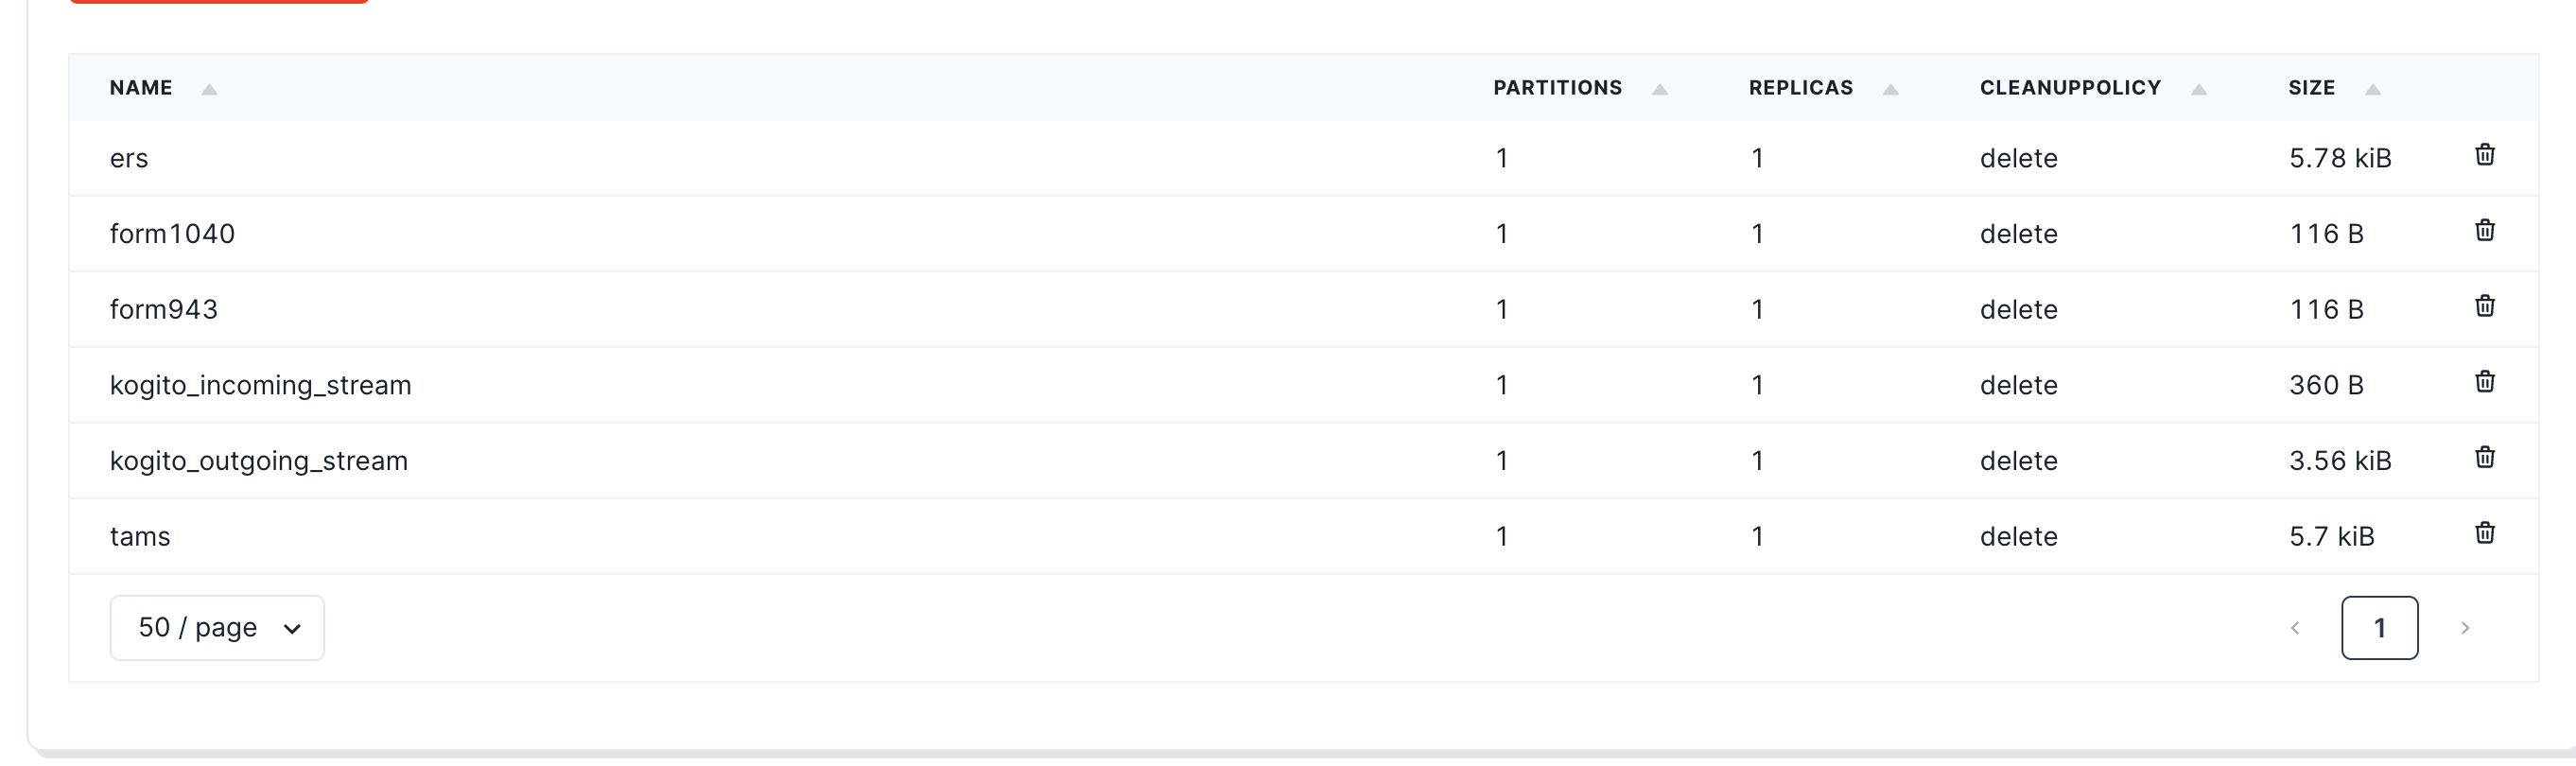 NAME PARTITIONS REPLICAS CLEANUPPOLICY SIZE
ers 1 1 delete 5.78 kiB
form1040 1 1 delete 116 B
form943 1 1 delete 116 B
kogito_incoming_stream 1 1 delete 360 B
kogito_outgoing_stream 1 1 delete 3.56 kiB
tams 1 1 delete 5.7 kiB
50 / page 1